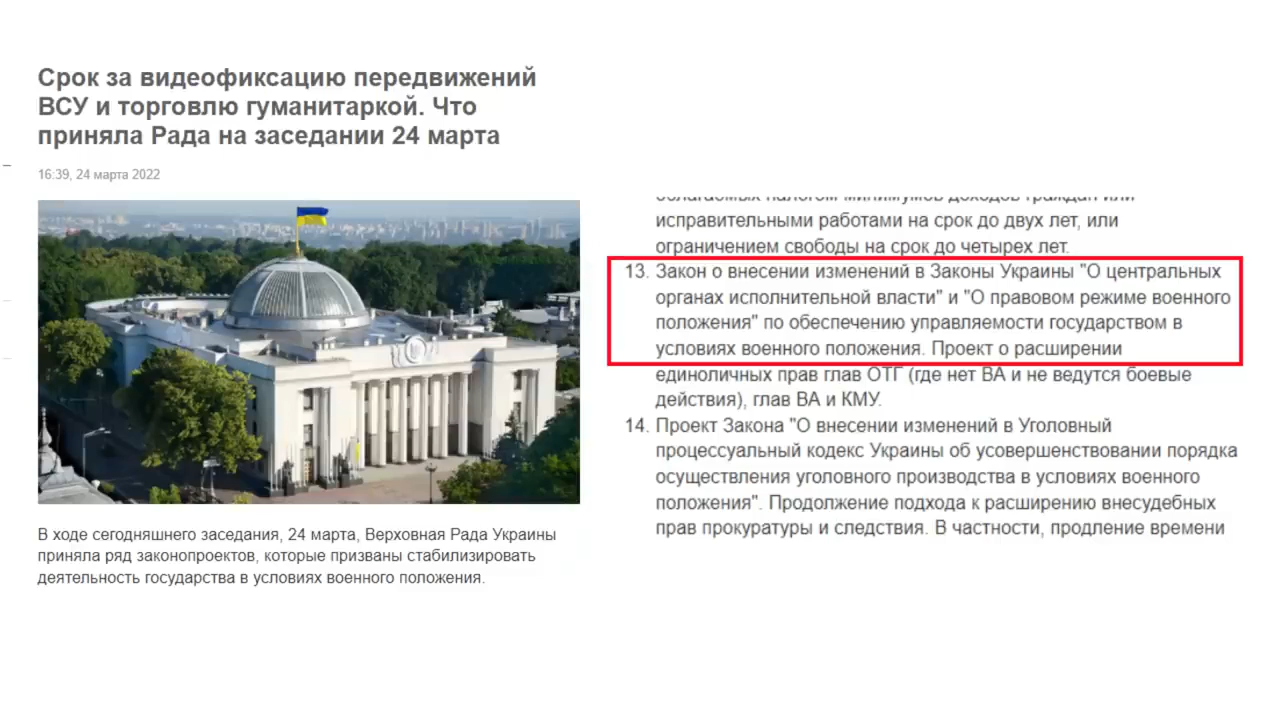 Срок за видеофиксацию передвижений
ВСУ и торговлю гуманитаркой. Что
приняла Рада на заседании 24 марта
16:39, 24 марта 2022
В ходе сегодняшнего заседания, 24 марта, Верховная Рада Украины
приняла ряд законопроектов, которые призваны стабилизировать
деятельность государства в условиях военного положения.
облагаемых налогом минимумов доходов граждан или
исправительными работами на срок до двух лет, или
ограничением свободы на срок до четырех лет.
13. Закон о внесении изменений в Законы Украины "О центральных
органах исполнительной власти" и "О правовом режиме военного
положения" по обеспечению управляемости государством в
условиях военного положения. Проект о расширении
единоличных прав глав ОТГ (где нет ВА и не ведутся боевые
действия), глав ВА и КМУ.
14. Проект Закона "О внесении изменений в Уголовный
процессуальный кодекс Украины об усовершенствовании порядка
осуществления уголовного производства в условиях военного
положения". Продолжение подхода к расширению внесудебных
прав прокуратуры и следствия. В частности, продление времени